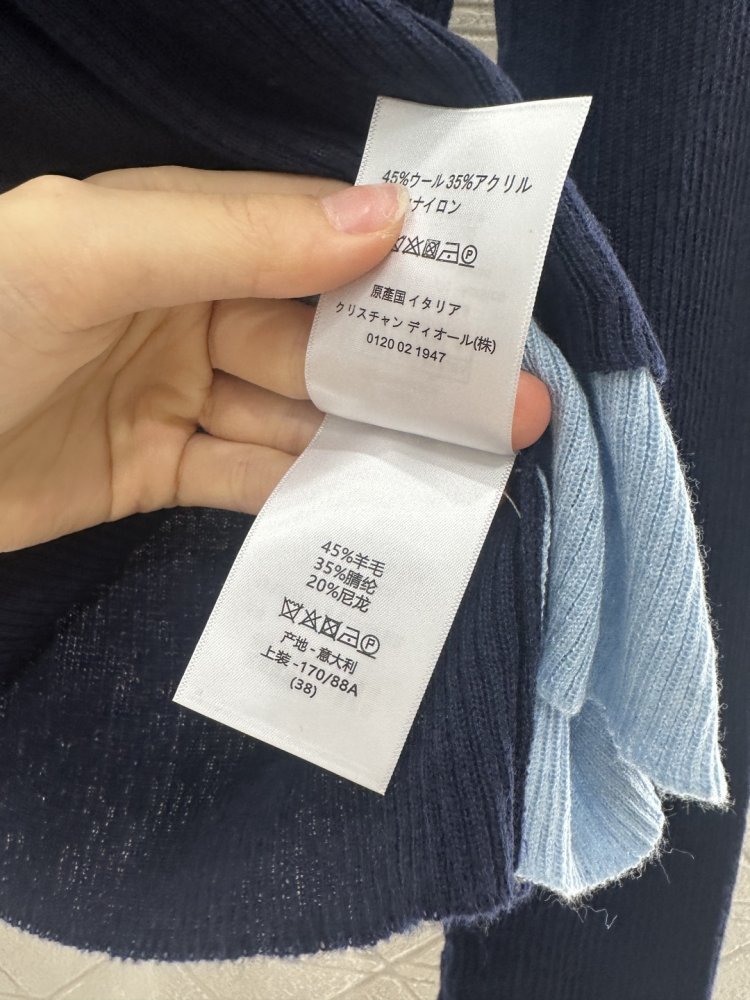 45%ウール 35%アクリル
ナイロン
原産国 イタリア
クリスチャン ディオール(株)
0120 02 1947
45%羊毛
35%腈纶
20%尼龙
产地 - 意大利
上装 -170/88A
(38)